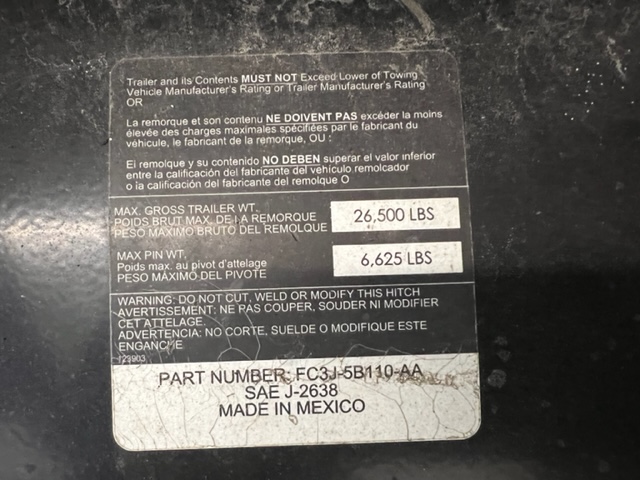 Trailer and its Contents MUST NOT Exceed Lower of Towing
Vehicle Manufacturer's Rating or Trailer Manufacturer's Rating
OR
La remorque et son contenu NE DOIVENT PAS excéder la moins
élevée des charges maximales spécifiées par le fabricant du
véhicule, le fabricant de la remorque, OU :
El remolque y su contenido NO DEBEN superar el valor inferior
entre la calificación del fabricante del vehículo remolcador
o la calificación del fabricante del remolque O
MAX. GROSS TRAILER WT.
POIDS BRUT MAX. DE LA REMORQUE
PESO MAXIMO BRUTO DEL REMOLQUE
26,500 LBS
MAX PIN WT.
Poids max. au pivot d'attelage
PESO MÁXIMO DEL PIVOTE
6,625 LBS
WARNING: DO NOT CUT, WELD OR MODIFY THIS HITCH
AVERTISSEMENT: NE PAS COUPER, SOUDER NI MODIFIER
CET ATTELAGE.
ADVERTENCIA: NO CORTE, SUELDE O MODIFIQUE ESTE
ENGANCHE
123903
PART NUMBER: FC3J-5B110-AA
SAE J-2638
MADE IN MEXICO